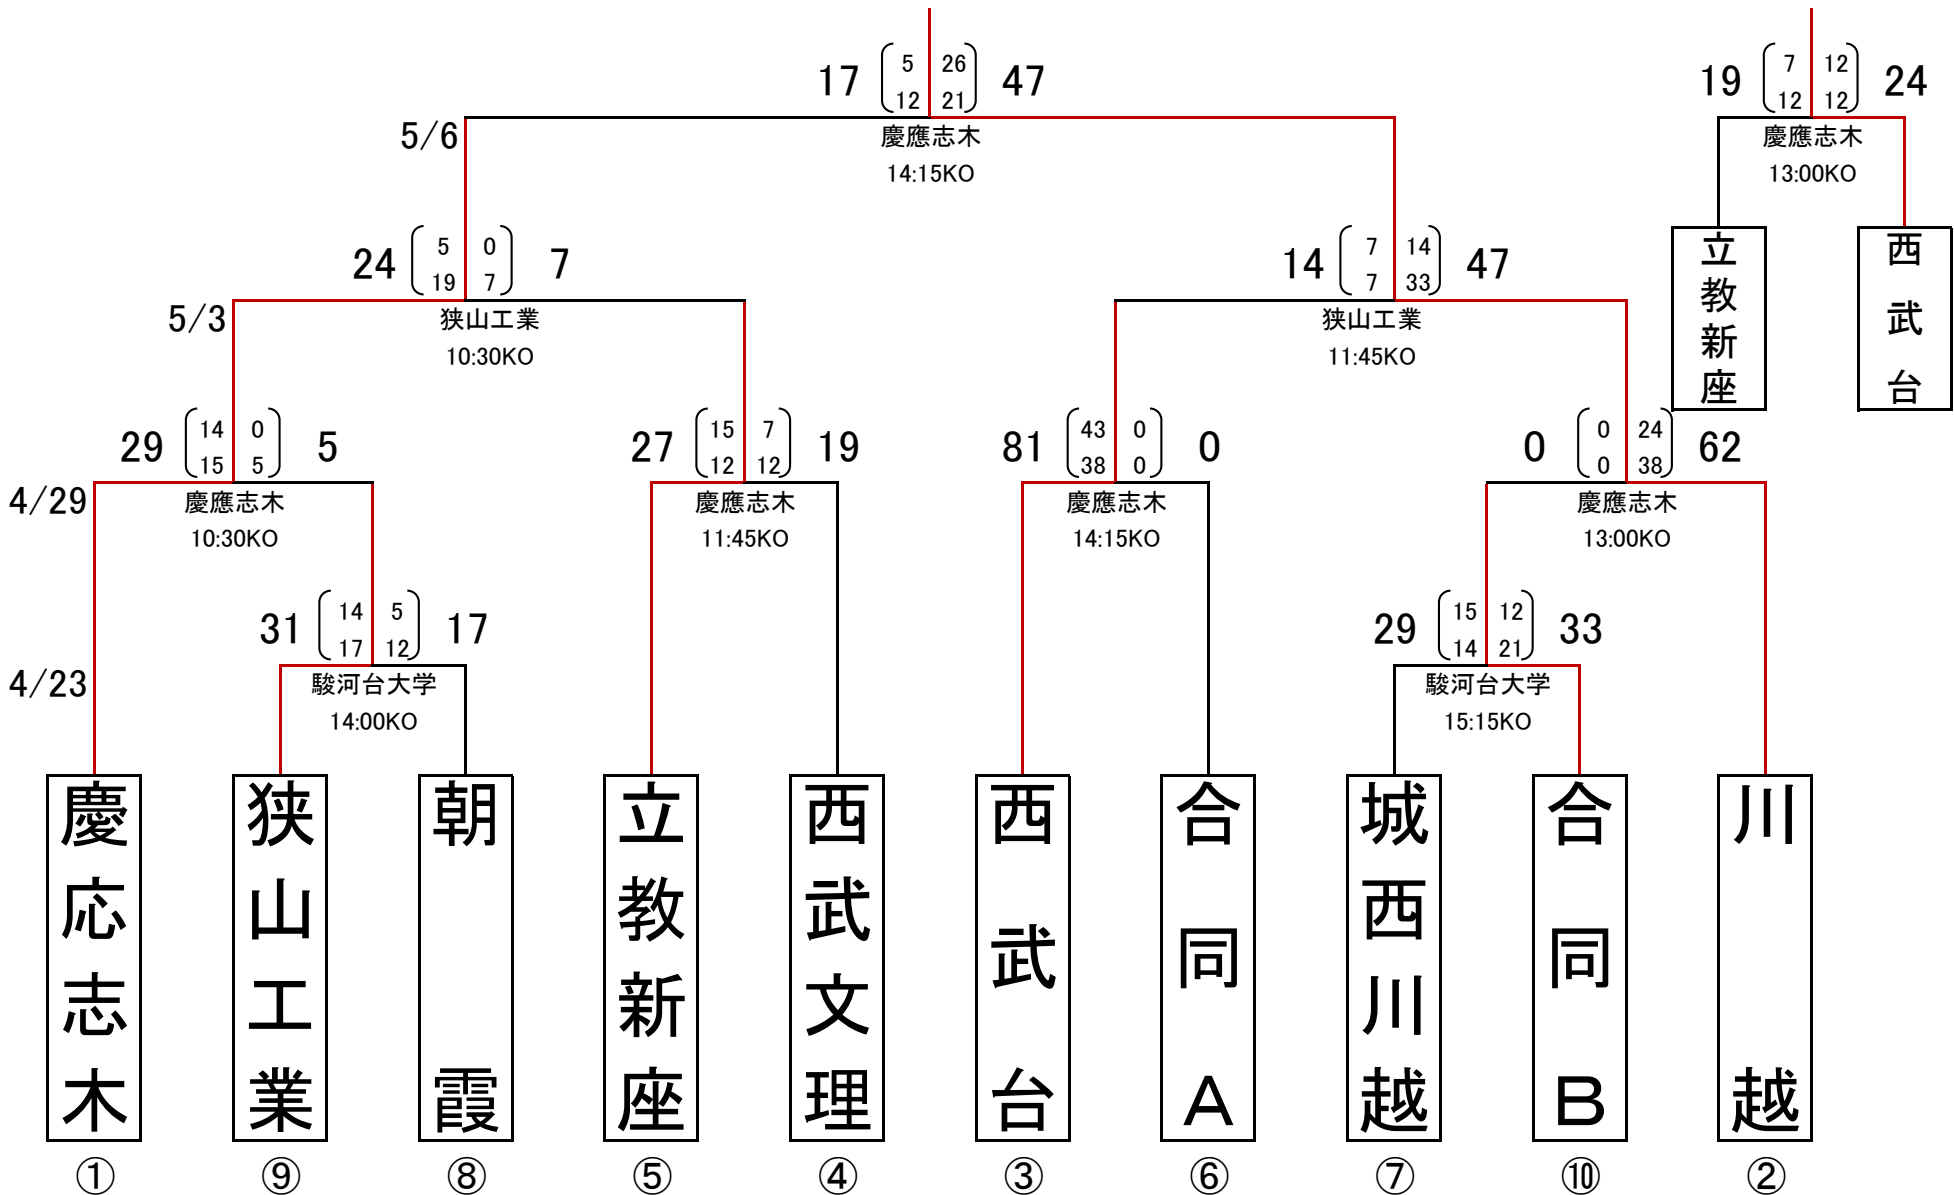 17 5 26 47
12 21
慶應志木
14:15KO
19 7 12 24
12 12
慶應志木
13:00KO
立教新座
西武台
5/6
24 5 0 7
19 7
狭山工業
10:30KO
14 7 14 47
7 33
狭山工業
11:45KO
5/3
29 14 0 5
15 5
慶應志木
10:30KO
27 15 7 19
12 12
慶應志木
11:45KO
81 43 0 0
38 0
慶應志木
14:15KO
0 0 24 62
0 38
慶應志木
13:00KO
4/29
31 14 5 17
17 12
駿河台大学
14:00KO
29 15 12 33
14 21
駿河台大学
15:15KO
4/23
慶応志木
狭山工業
朝霞
立教新座
西武文理
西武台
合同A
城西川越
合同B
川越
① ⑨ ⑧ ⑤ ④ ③ ⑥ ⑦ ⑩ ②